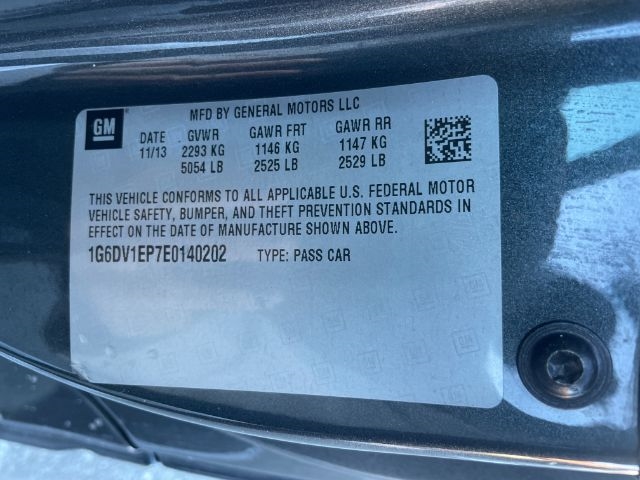 MFD BY GENERAL MOTORS LLC
GM
DATE GVWR GAWR FRT GAWR RR
11/13 2293 KG 1146 KG 1147 KG
5054 LB 2525 LB 2529 LB
THIS VEHICLE CONFORMS TO ALL APPLICABLE U.S. FEDERAL MOTOR
VEHICLE SAFETY, BUMPER, AND THEFT PREVENTION STANDARDS IN
EFFECT ON THE DATE OF MANUFACTURE SHOWN ABOVE.
1G6DV1EP7E0140202 TYPE: PASS CAR